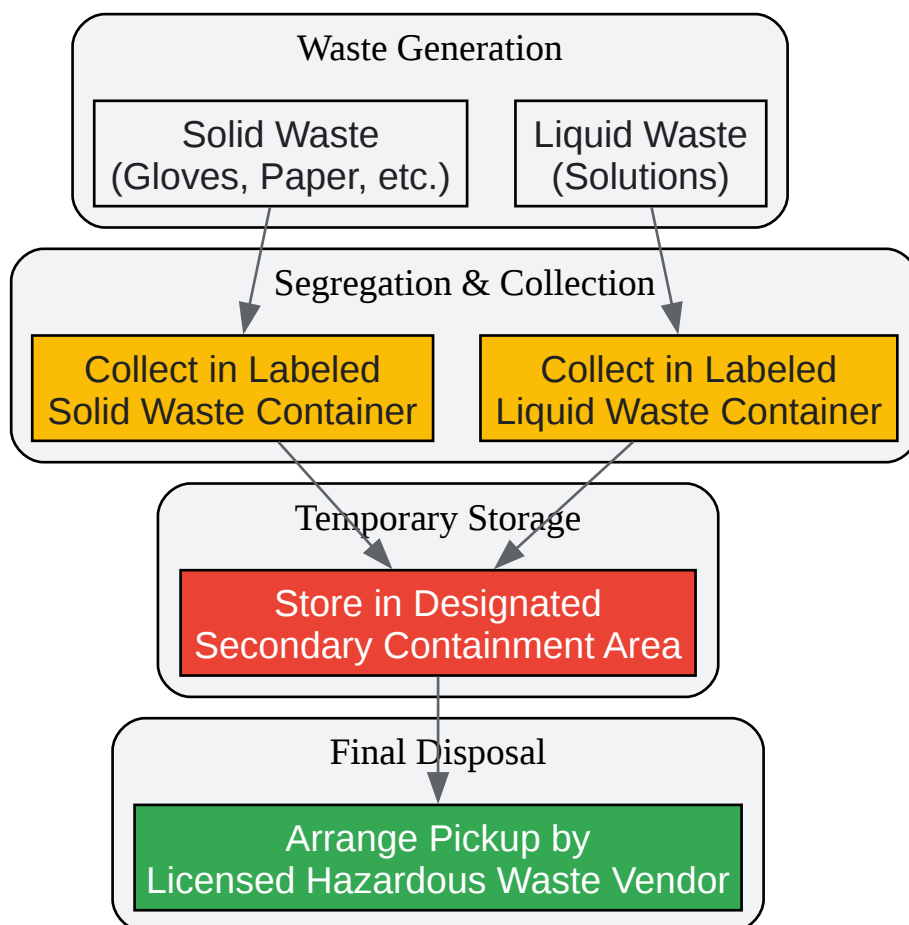 Waste Generation
Solid Waste
(Gloves, Paper, etc.)
Liquid Waste
(Solutions)
Segregation & Collection
Collect in Labeled
Solid Waste Container
Collect in Labeled
Liquid Waste Container
Temporary Storage
Store in Designated
Secondary Containment Area
Final Disposal
Arrange Pickup by
Licensed Hazardous Waste Vendor